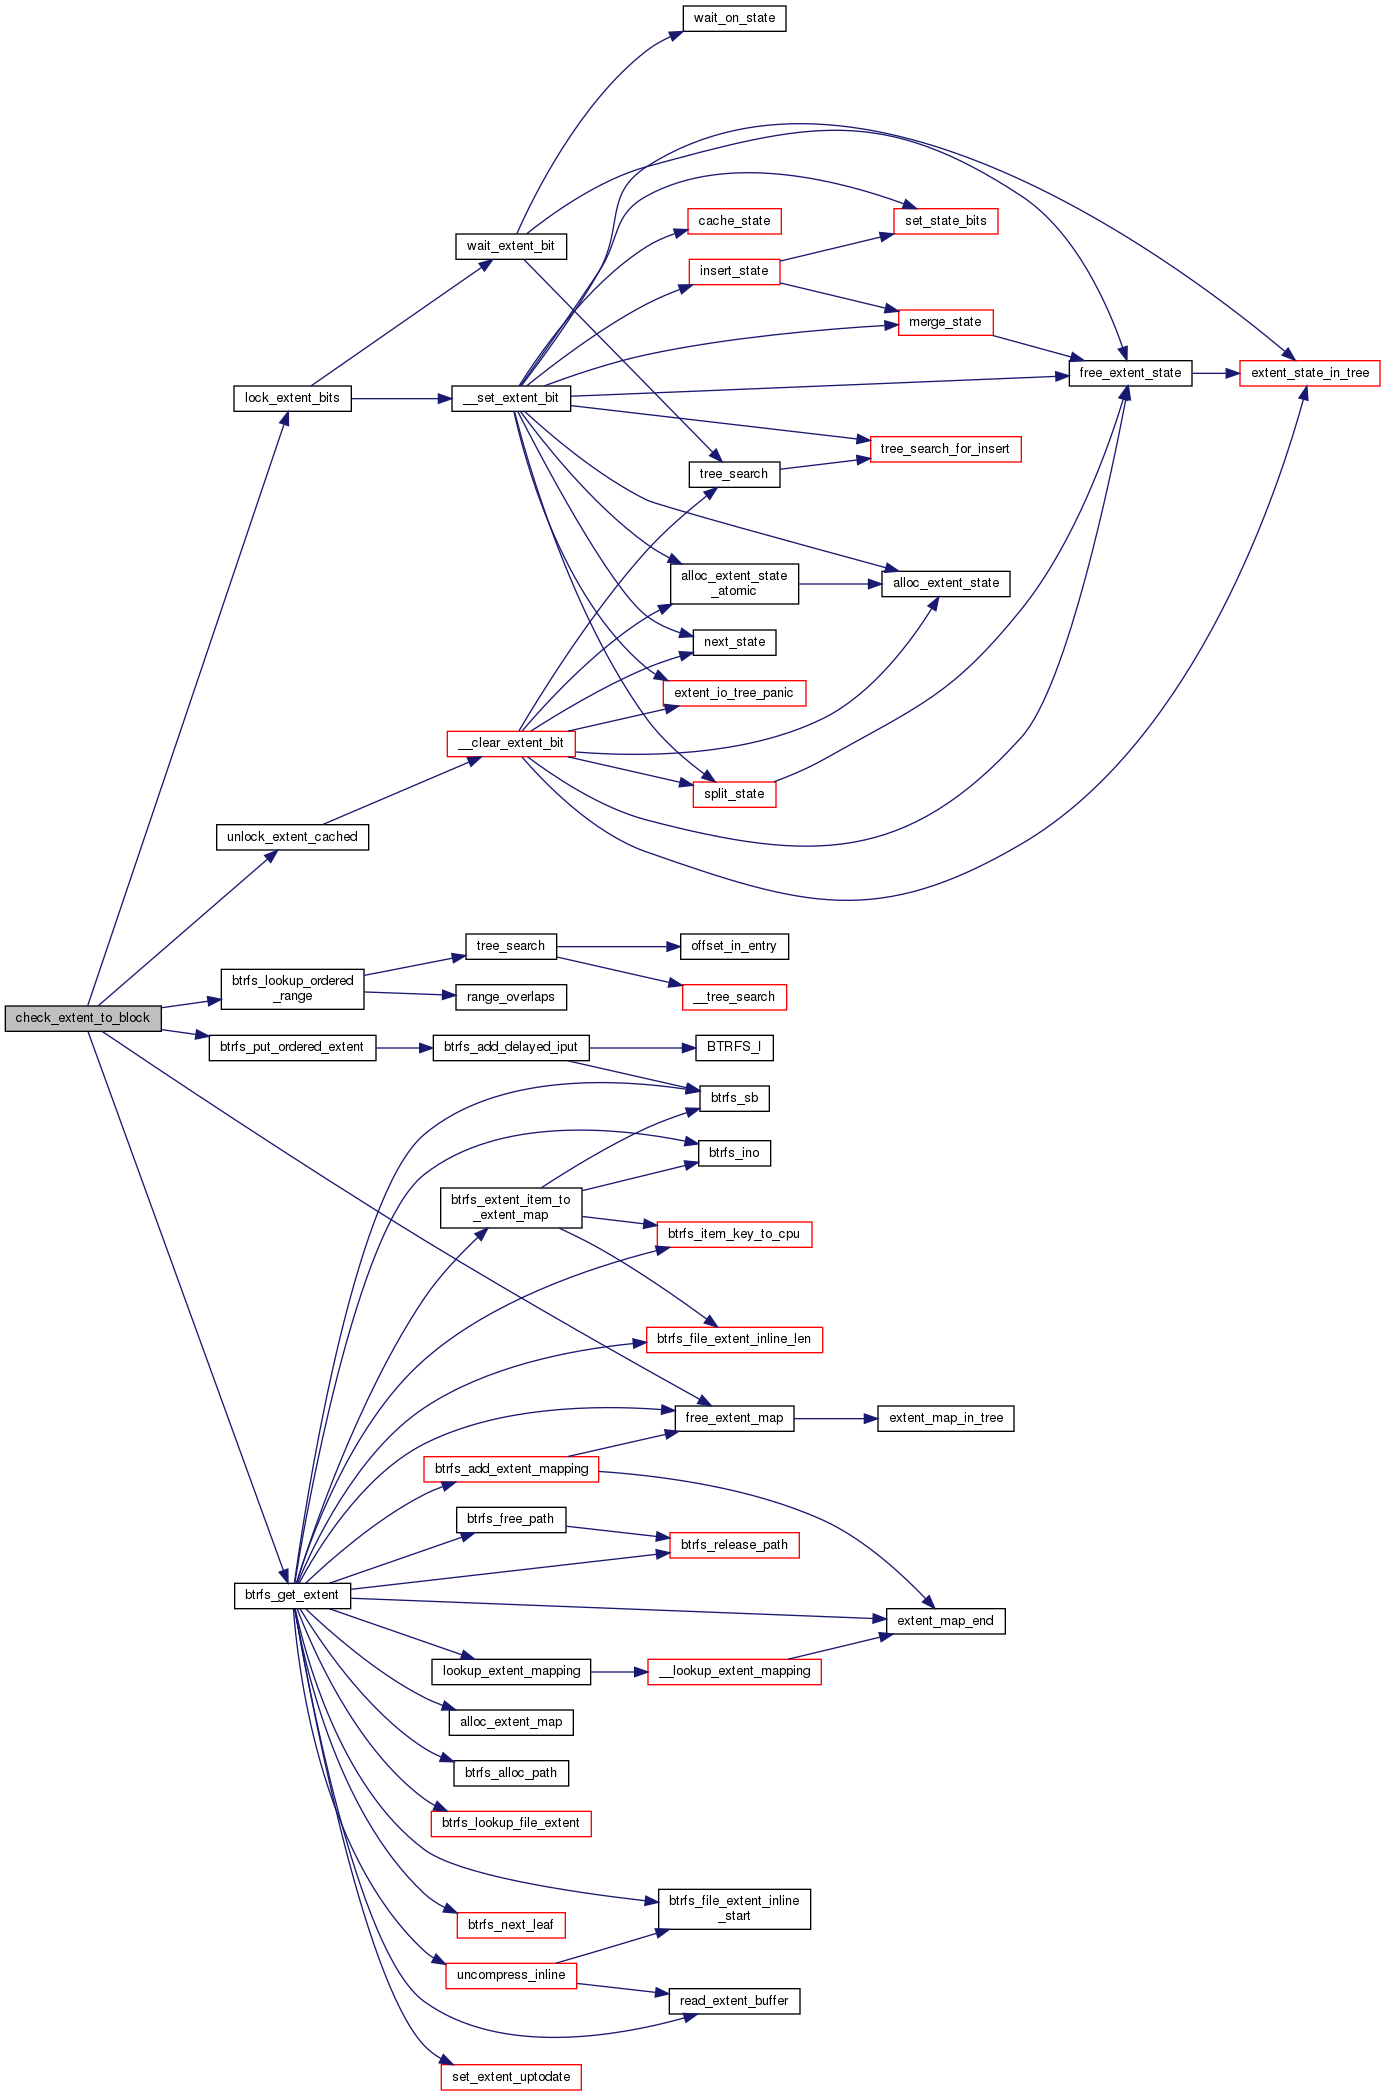 wait_on_state
cache_state
set_state_bits
wait_extent_bit
insert_state
merge_state
free_extent_state
extent_state_in_tree
lock_extent_bits
__set_extent_bit
tree_search_for_insert
tree_search
alloc_extent_state
_atomic
alloc_extent_state
next_state
extent_io_tree_panic
__clear_extent_bit
split_state
unlock_extent_cached
tree_search
offset_in_entry
btrfs_lookup_ordered
_range
range_overlaps
__tree_search
check_extent_to_block
btrfs_put_ordered_extent
btrfs_add_delayed_iput
BTRFS_I
btrfs_sb
btrfs_ino
btrfs_extent_item_to
_extent_map
btrfs_item_key_to_cpu
btrfs_file_extent_inline_len
free_extent_map
extent_map_in_tree
btrfs_add_extent_mapping
btrfs_free_path
btrfs_release_path
btrfs_get_extent
extent_map_end
lookup_extent_mapping
__lookup_extent_mapping
alloc_extent_map
btrfs_alloc_path
btrfs_lookup_file_extent
btrfs_file_extent_inline
_start
btrfs_next_leaf
uncompress_inline
read_extent_buffer
set_extent_uptodate